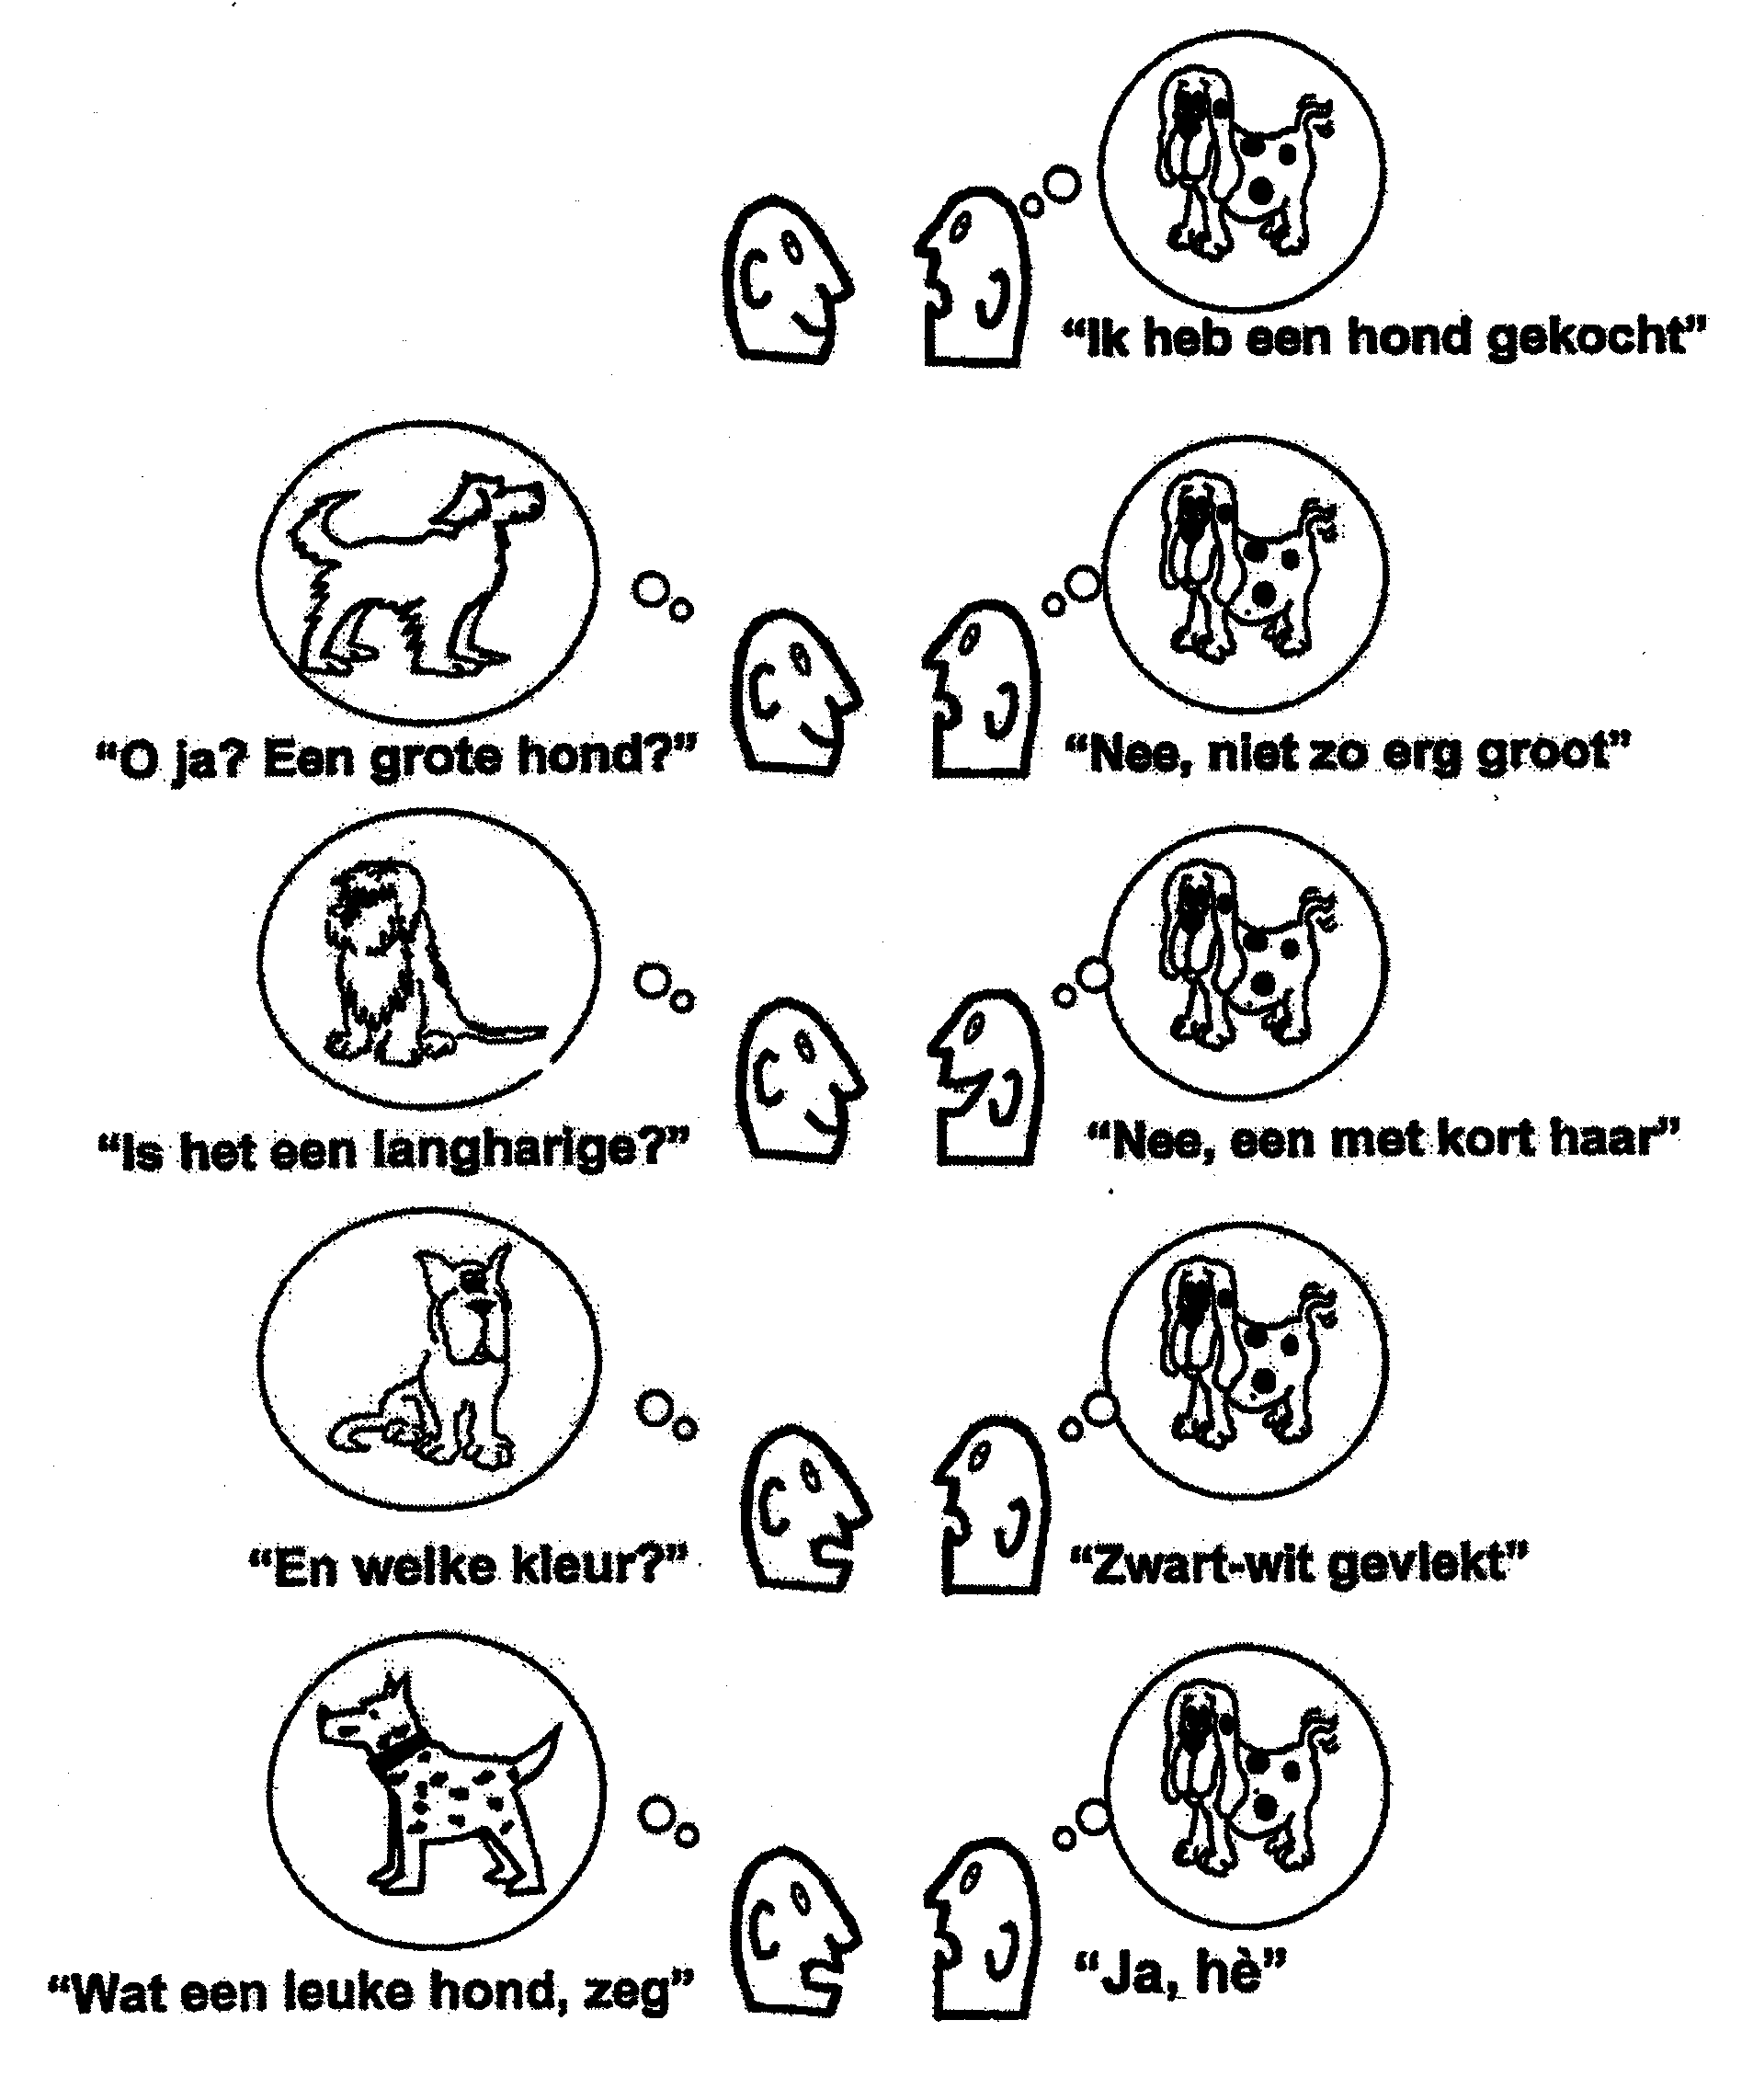 “Ik heb een hond gekocht”
“O ja? Een grote hond?”
“Nee, niet zo erg groot”
“Is het een langharige?”
“Nee, een met kort haar”
“En welke kleur?”
“Zwart-wit gevlekt”
“Wat een leuke hond, zeg”
“Ja, hè”